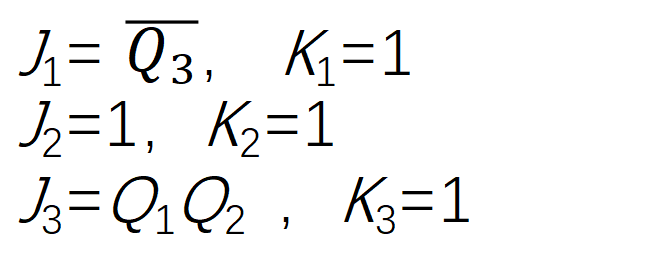 J₁= Q̅₃̅, K₁=1
J₂=1, K₂=1
J₃=Q₁Q₂ , K₃=1